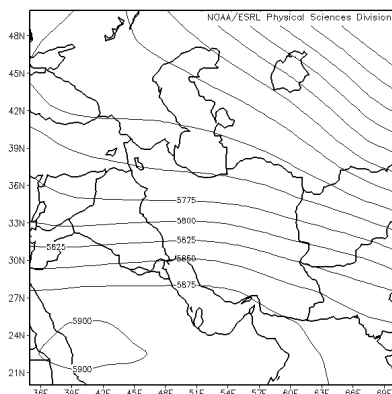 NOAA/ESRL Physical Sciences Division
48N
45N
42N
39N
36N
33N
30N
27N
24N
21N
5775
5800
5825
5625
5850
5875
5900
5900
36E 39E 42E 45E 48E 51E 54E 57E 60E 63E 66E 69E